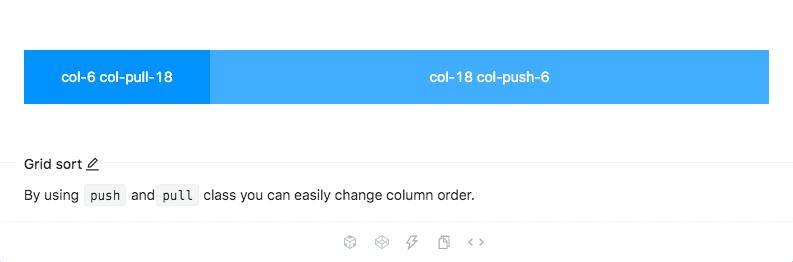 col-6 col-pull-18
col-18 col-push-6
Grid sort
By using push and pull class you can easily change column order.